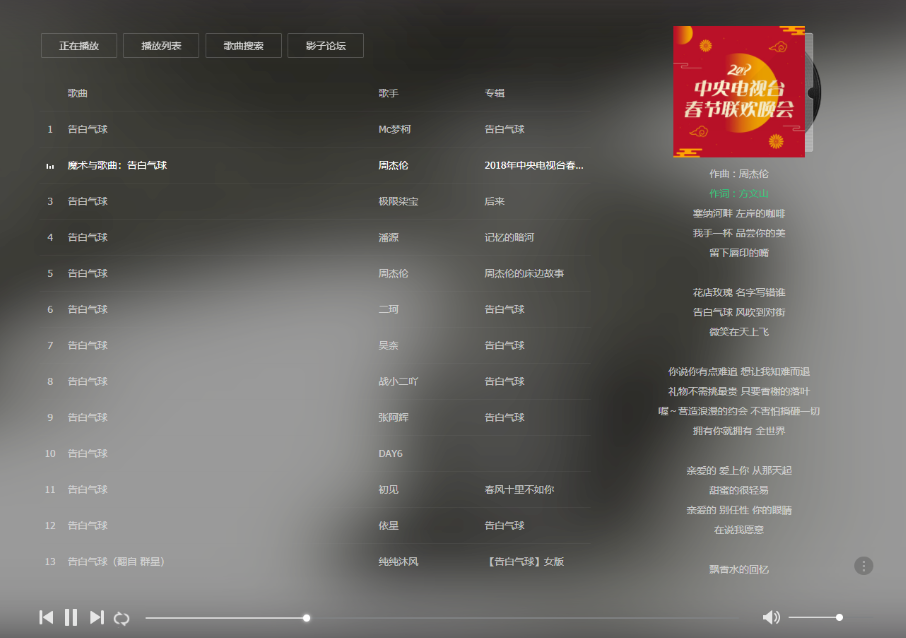 正在播放 播放列表 歌曲搜索 影子论坛
歌曲 歌手 专辑
1 告白气球 Mc梦柯 告白气球
魔术与歌曲：告白气球 周杰伦 2018年中央电视台春...
3 告白气球 极限柒宝 后来
4 告白气球 潘源 记忆的暗河
5 告白气球 周杰伦 周杰伦的床边故事
6 告白气球 二珂 告白气球
7 告白气球 告白气球
8 告白气球 战小二吖 告白气球
9 告白气球 张阿辉 告白气球
10 告白气球 DAY6
11 告白气球 初见 春风十里不如你
12 告白气球 依星 告白气球
13 告白气球（翻自 群星） 纯纯沐风 【告白气球】女版
中央电视台
春节联欢晚会
作曲：周杰伦
作词：方文山
塞纳河畔 左岸的咖啡
我手一杯 品尝你的美
留下唇印的嘴
花店玫瑰 名字写错谁
告白气球 风吹到对街
微笑在天上飞
你说你有点难追 想让我知难而退
礼物不需挑最贵 只要香榭的落叶
喔～营造浪漫的约会 不害怕搞砸一切
拥有你就拥有 全世界
亲爱的 爱上你 从那天起
甜蜜的很轻易
亲爱的 别任性 你的眼睛
在说我愿意
飘香水的回忆